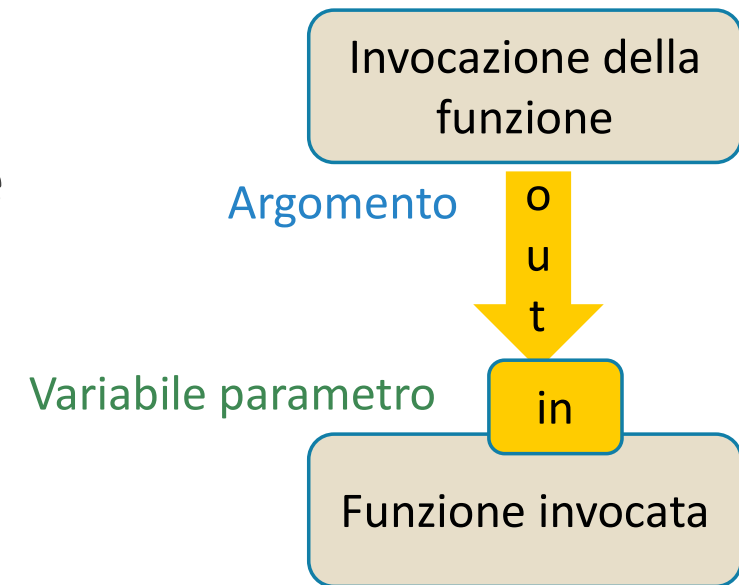 Invocazione della
funzione
Argomento
o
u
t
Variabile parametro
in
Funzione invocata